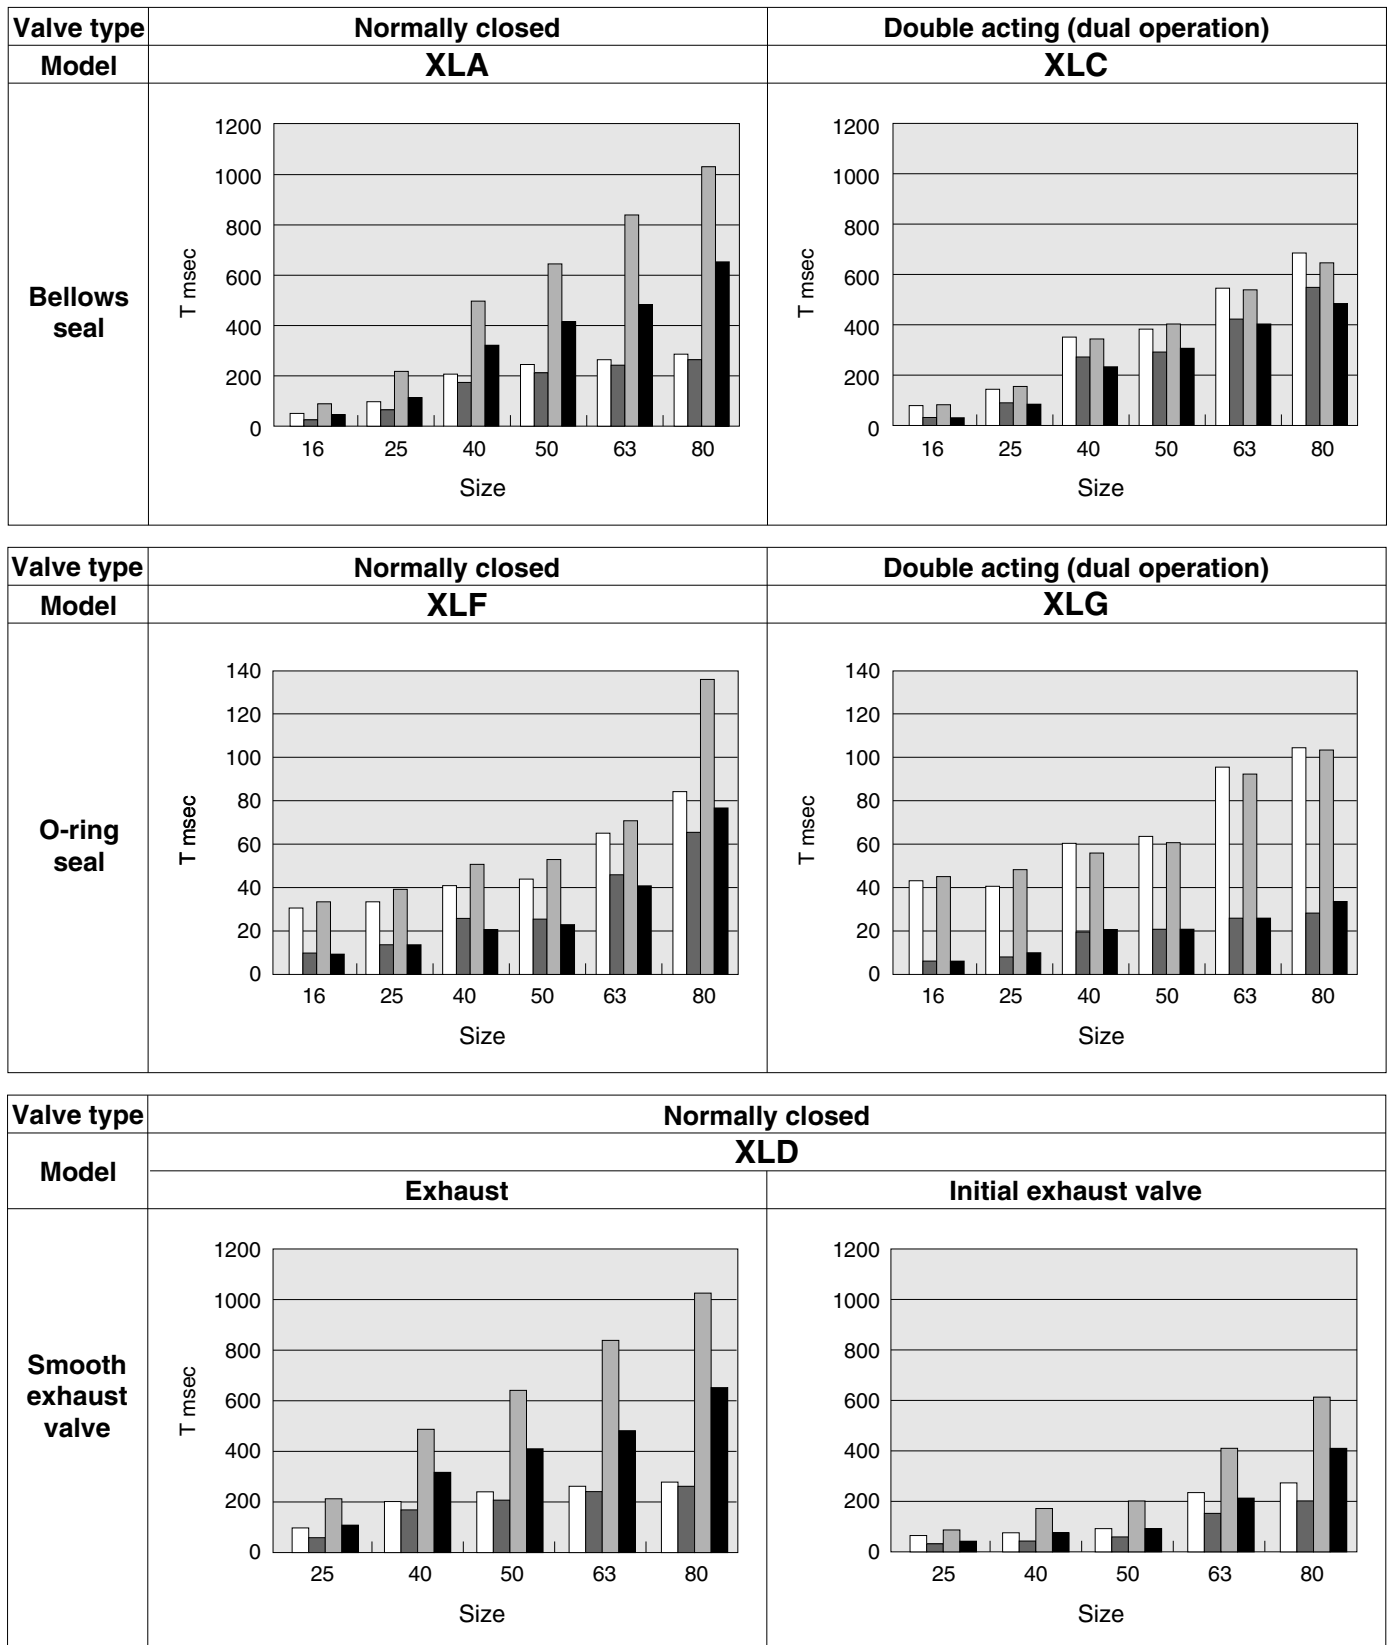 Valve type
Normally closed
Double acting (dual operation)
Model
XLA
XLC
Bellows
seal
1200
1000
800
600
400
200
0
T msec
16 25 40 50 63 80
Size
1200
1000
800
600
400
200
0
T msec
16 25 40 50 63 80
Size
Valve type
Normally closed
Double acting (dual operation)
Model
XLF
XLG
O-ring
seal
140
120
100
80
60
40
20
0
T msec
16 25 40 50 63 80
Size
140
120
100
80
60
40
20
0
T msec
16 25 40 50 63 80
Size
Valve type
Normally closed
Model
XLD
Exhaust
Initial exhaust valve
Smooth
exhaust
valve
1200
1000
800
600
400
200
0
T msec
25 40 50 63 80
Size
1200
1000
800
600
400
200
0
25 40 50 63 80
Size